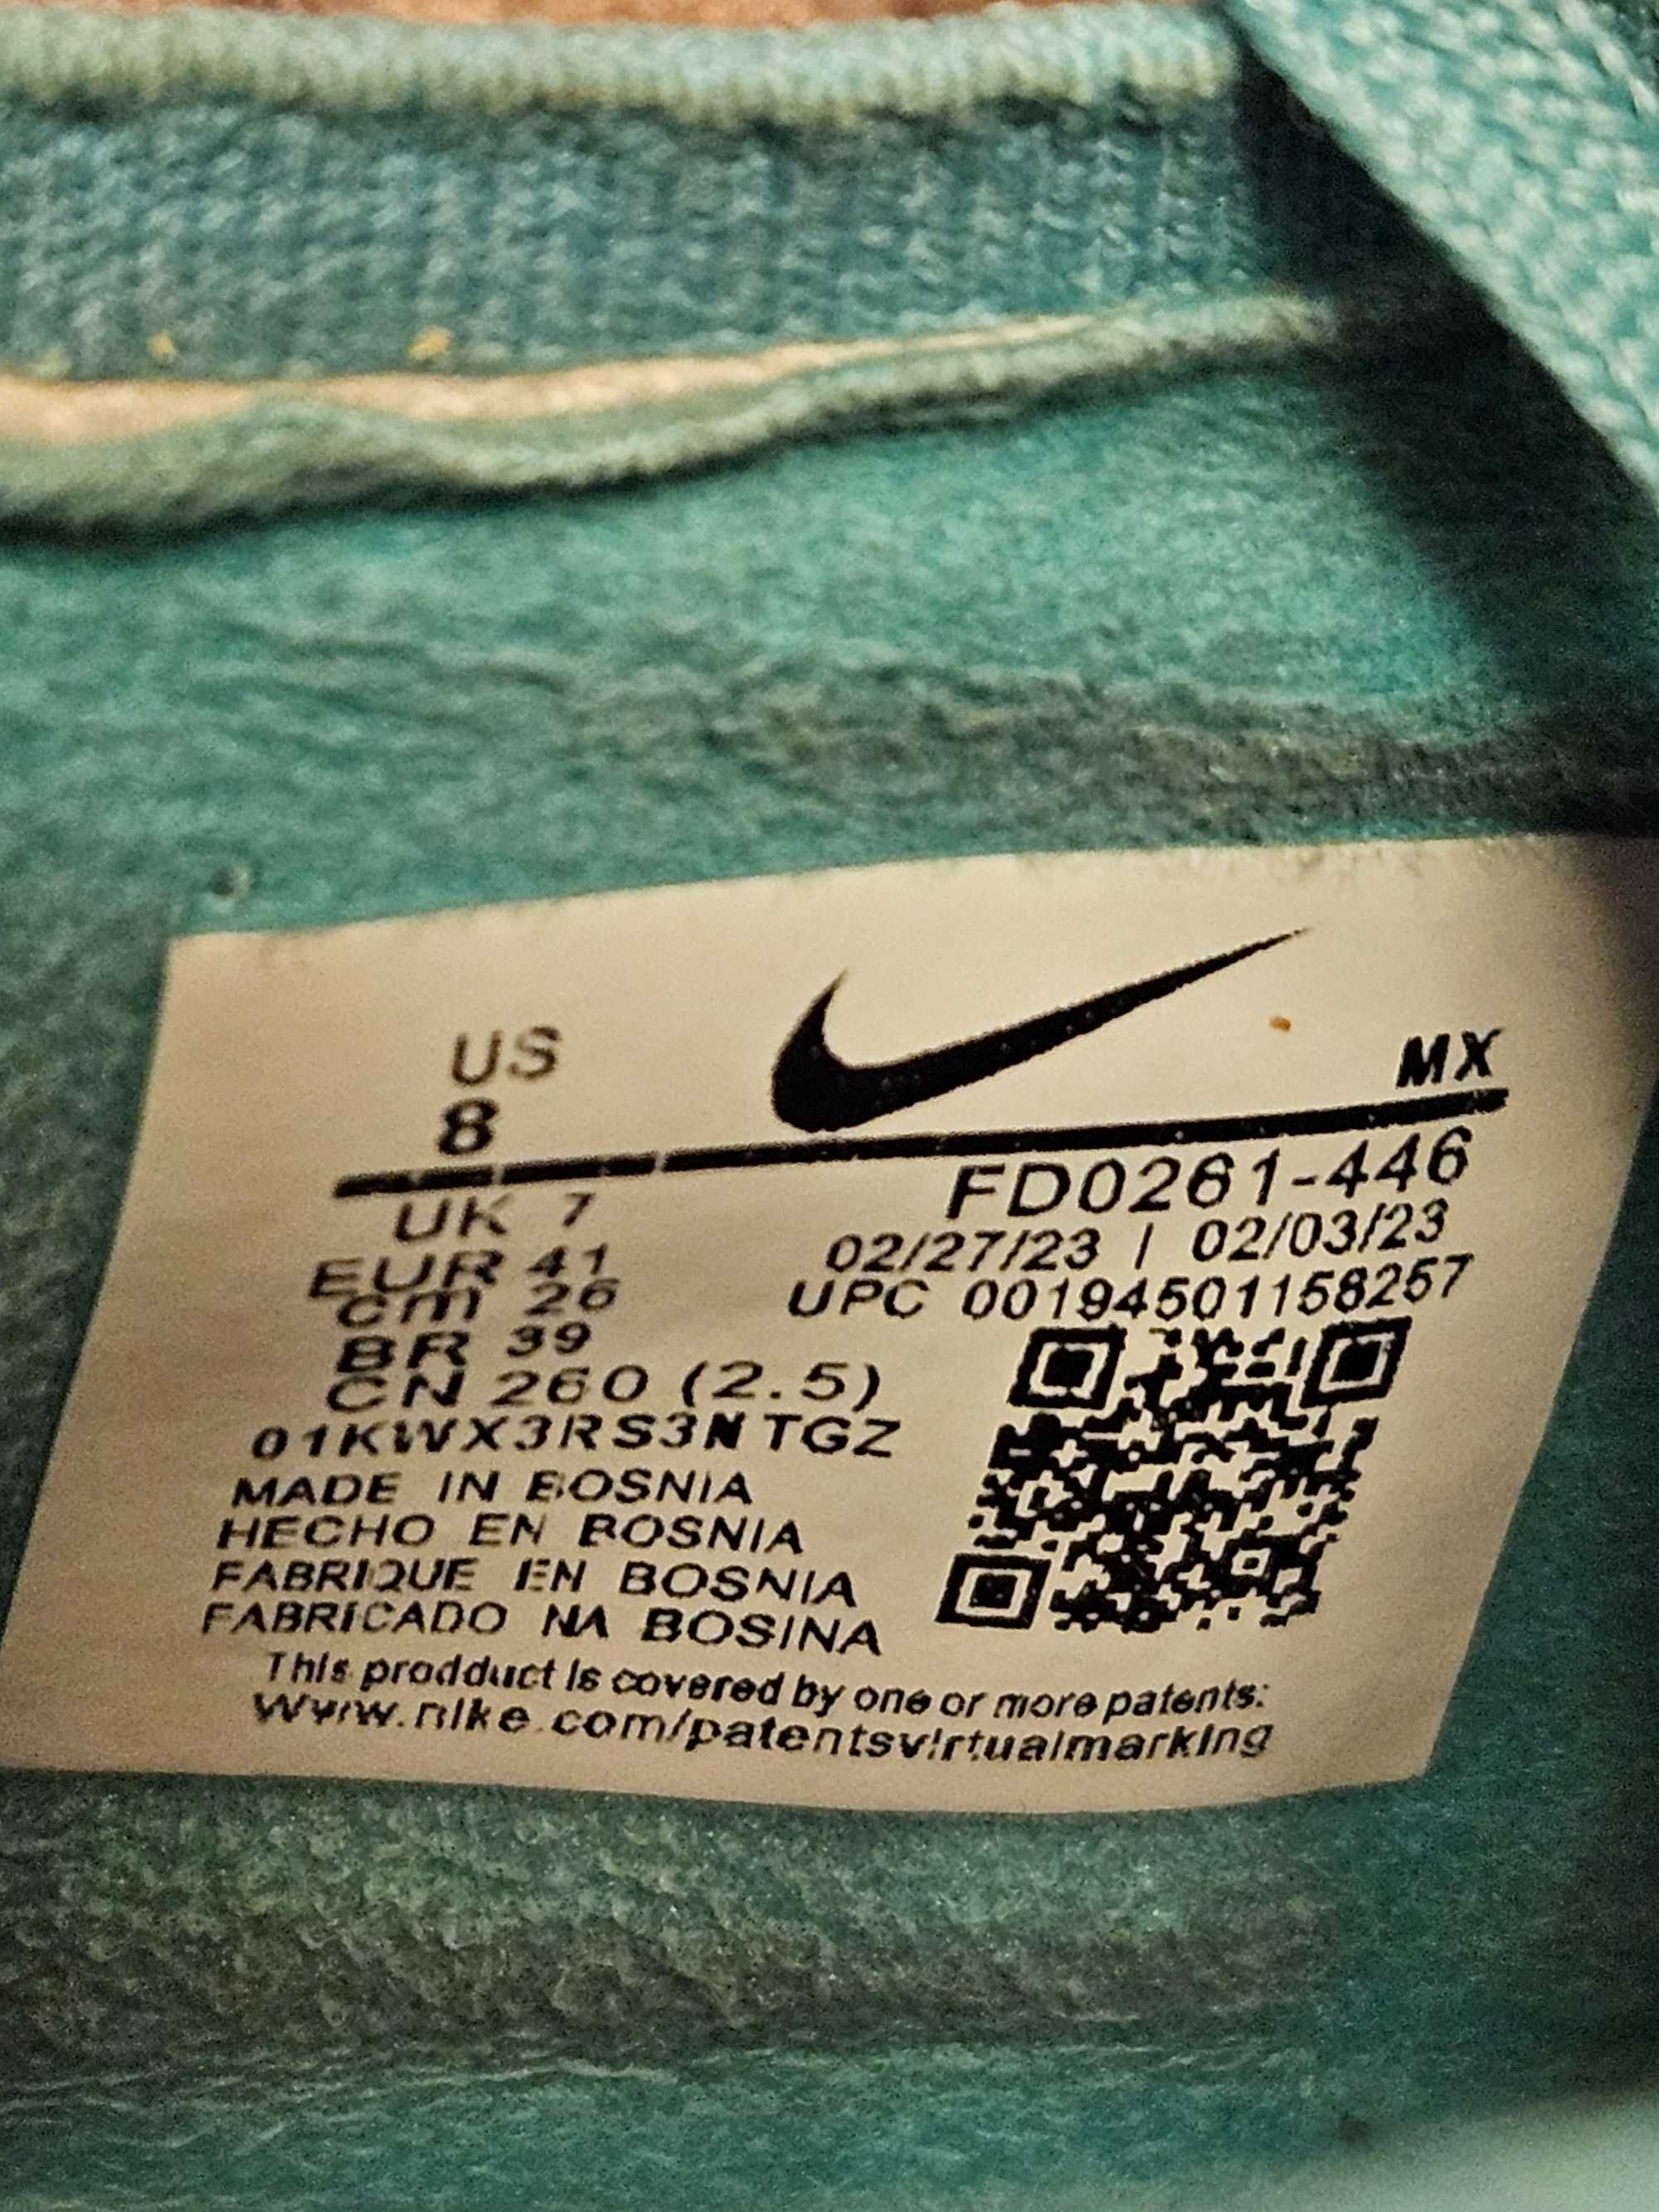 US
8
MX
UK 7
EUR 41
cm 26
BR 39
CN 260 (2.5)
01KWX3RS3NTGZ
MADE IN BOSNIA
HECHO EN BOSNIA
FABRIQUE EN BOSNIA
FABRICADO NA BOSINA
FD0261-446
02/27/23 | 02/03/23
UPC 00194501158257
This prodduct is covered by one or more patents:
Www.nike.com/patentsvirtualmarking